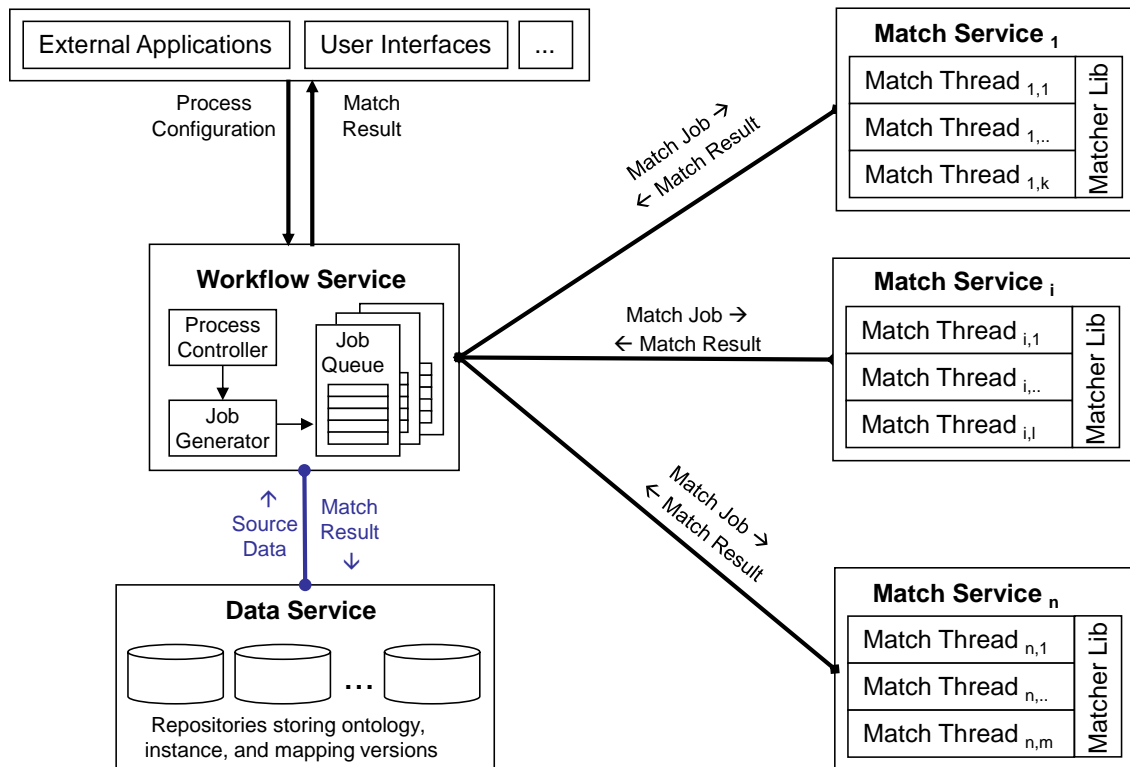 External Applications
User Interfaces
...
Process
Configuration
Match
Result
Workflow Service
Process
Controller
Job
Generator
Job
Queue
↑
Source
Data
Match
Result
↓
Data Service
...
Repositories storing ontology,
instance, and mapping versions
Match Job →
← Match Result
Match Job →
← Match Result
Match Job →
← Match Result
Match Service 1
Match Thread 1,1
Match Thread 1,..
Match Thread 1,k
Matcher Lib
Match Service i
Match Thread i,1
Match Thread i,..
Match Thread i,l
Matcher Lib
Match Service n
Match Thread n,1
Match Thread n,..
Match Thread n,m
Matcher Lib